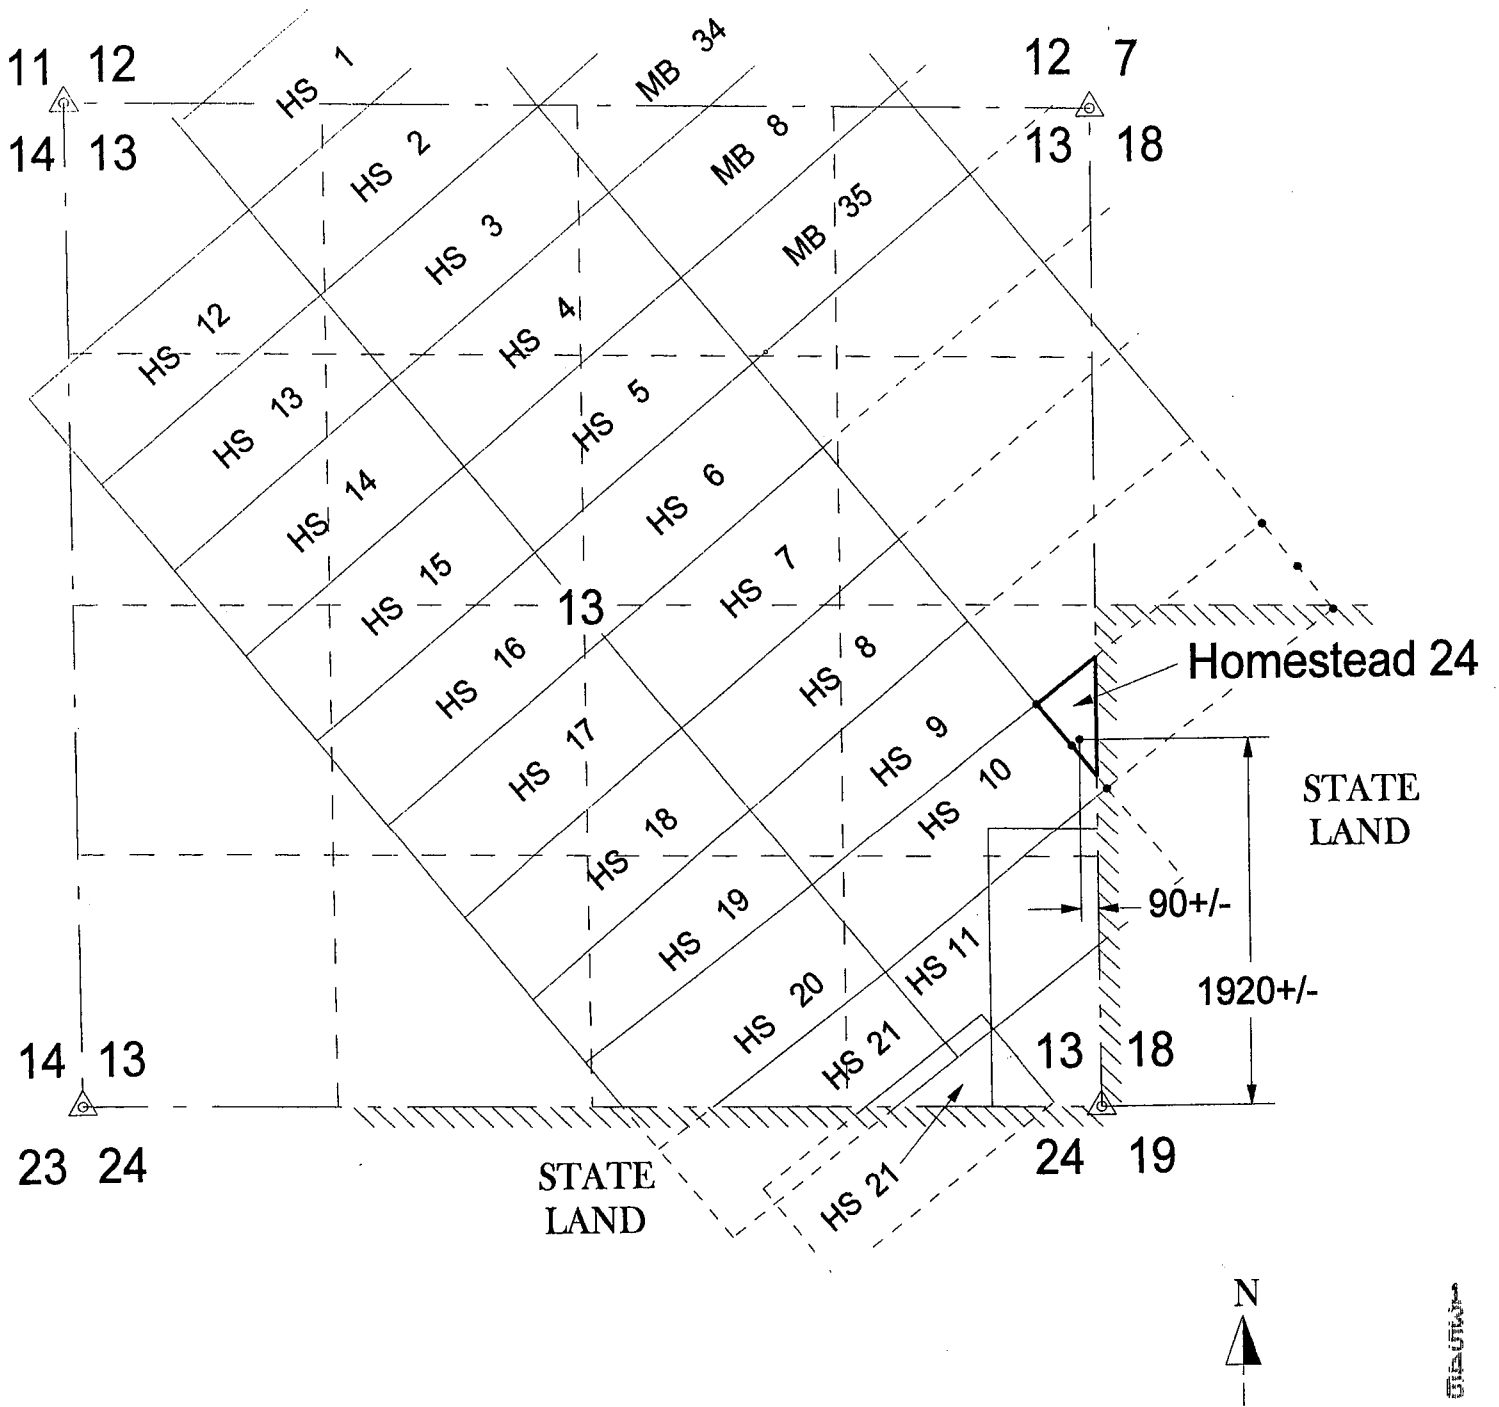 11 12
14 13
12 7
13 18
HS 1
MB 34
HS 2
MB 8
HS 3
MB 35
HS 12
HS 4
HS 13
HS 5
HS 14
HS 6
HS 15
HS 7
13
HS 16
HS 8
Homestead 24
HS 17
HS 9
HS 10
STATE
LAND
HS 18
HS 19
90+/-
HS 11
1920+/-
HS 20
HS 21
14 13
13 18
23 24
24 19
STATE
LAND
HS 21
N